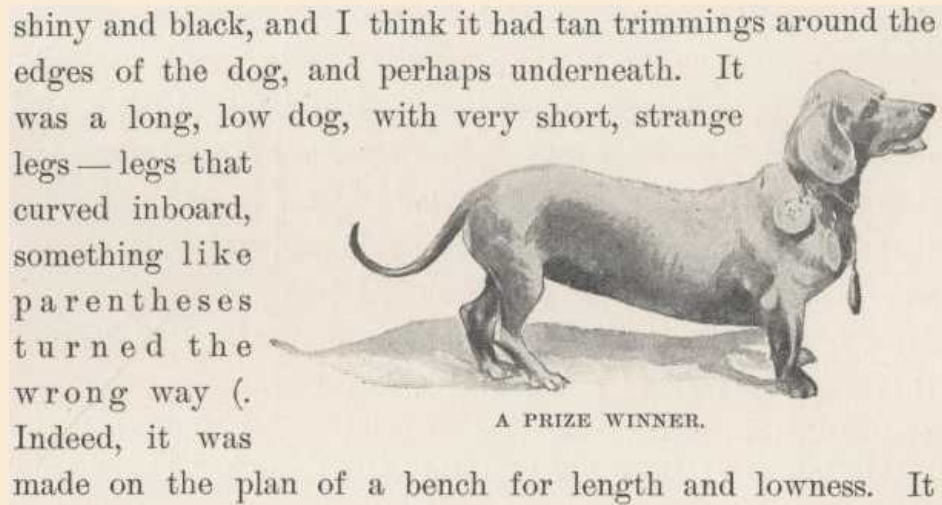 shiny and black, and I think it had tan trimmings around the
edges of the dog, and perhaps underneath. It
was a long, low dog, with very short, strange
legs — legs that
curved inboard,
something like
parentheses
turned the
wrong way (.
Indeed, it was
A PRIZE WINNER.
made on the plan of a bench for length and lowness. It